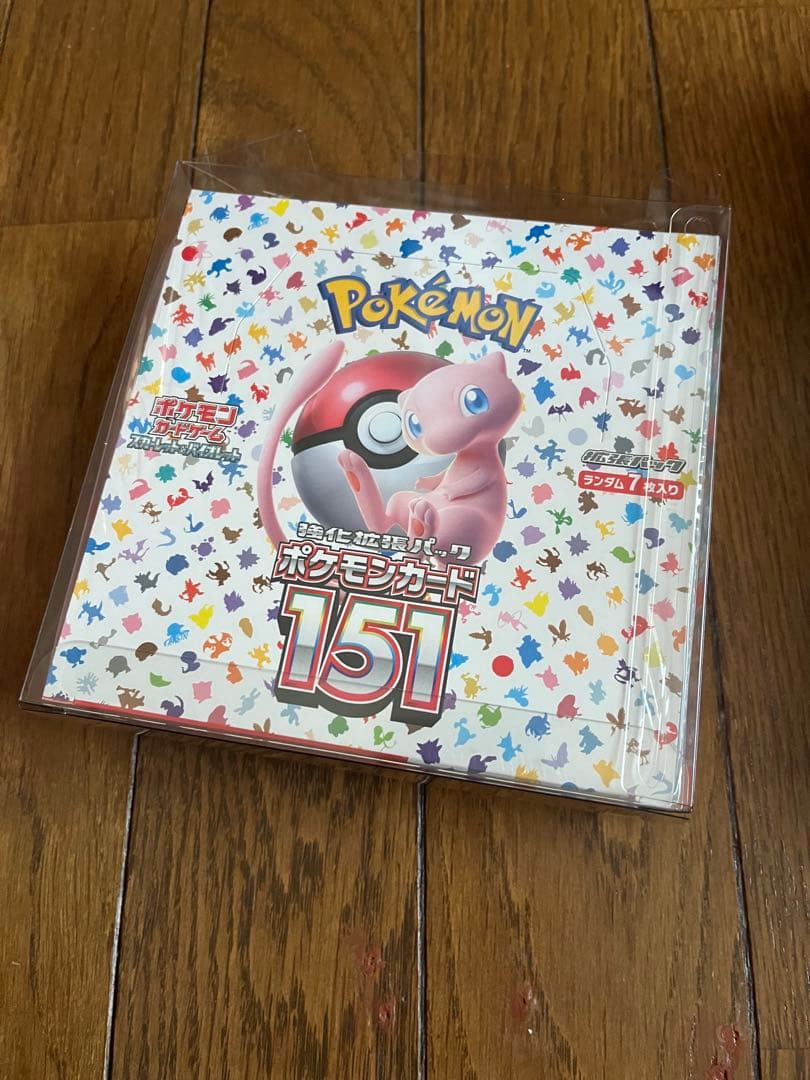 POKéMON
TM
ポケモン
カードゲーム
スカーレット&バイオレット
拡張パック
ランダム7枚入り
強化拡張パック
ポケモンカード
151